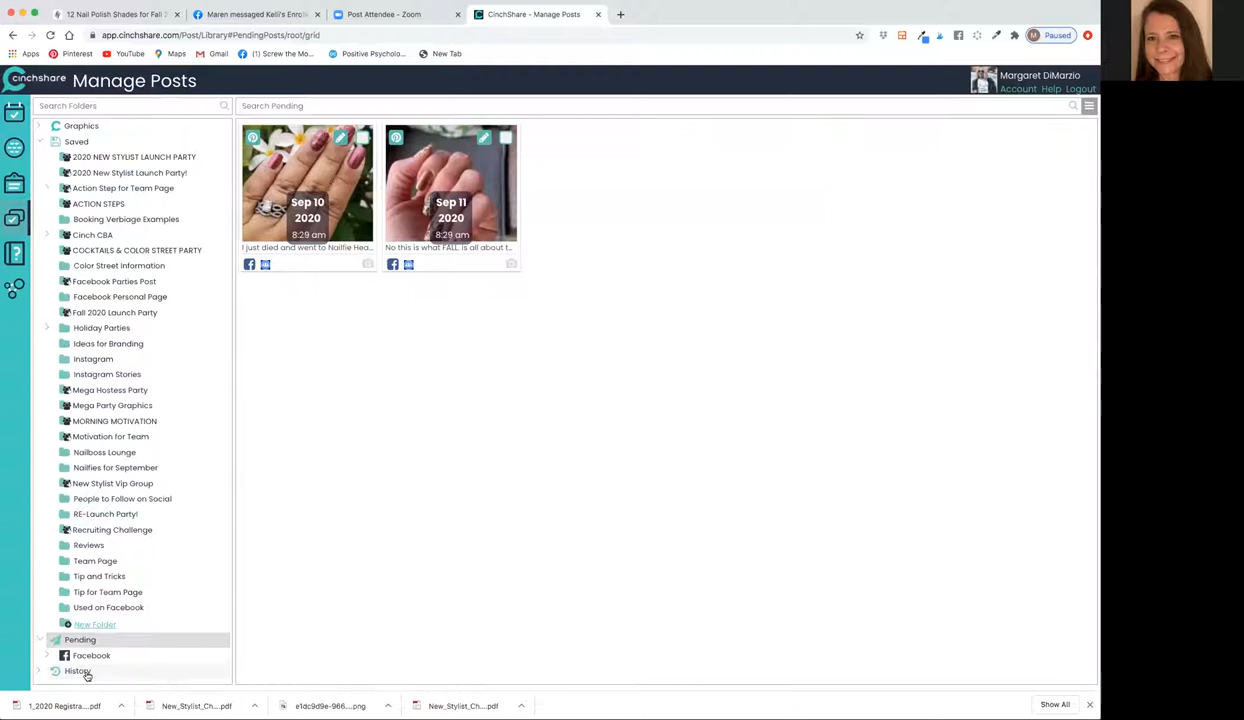 12 Nail Polish Shades for Fall 2
Maren messaged Kelli's Enroll
Post Attendee - Zoom
CinchShare - Manage Posts
app.cinchshare.com/Post/Library#PendingPosts/root/grid
M Paused
Apps Pinterest YouTube Maps Gmail (1) Screw the Mo... Positive Psycholo... New Tab
cinchshare Manage Posts
Margaret DiMarzio
Account Help Logout
Search Folders
Search Pending
Graphics
Saved
2020 NEW STYLIST LAUNCH PARTY
2020 New Stylist Launch Party!
Action Step for Team Page
ACTION STEPS
Booking Verbiage Examples
Cinch CBA
COCKTAILS & COLOR STREET PARTY
Color Street Information
Facebook Parties Post
Facebook Personal Page
Fall 2020 Launch Party
Holiday Parties
Ideas for Branding
Instagram
Instagram Stories
Mega Hostess Party
Mega Party Graphics
MORNING MOTIVATION
Motivation for Team
Nailboss Lounge
Nailfies for September
New Stylist Vip Group
People to Follow on Social
RE-Launch Party!
Recruiting Challenge
Reviews
Team Page
Tip and Tricks
Tip for Team Page
Used on Facebook
New Folder
Pending
Facebook
History
Sep 10
2020
8:29 am
I just died and went to Nailfie Hea...
Sep 11
2020
8:29 am
No this is what FALL is all about t...
1_2020 Registra....pdf
New_Stylist_Ch....pdf
e1dc9d9e-966....png
New_Stylist_Ch....pdf
Show All